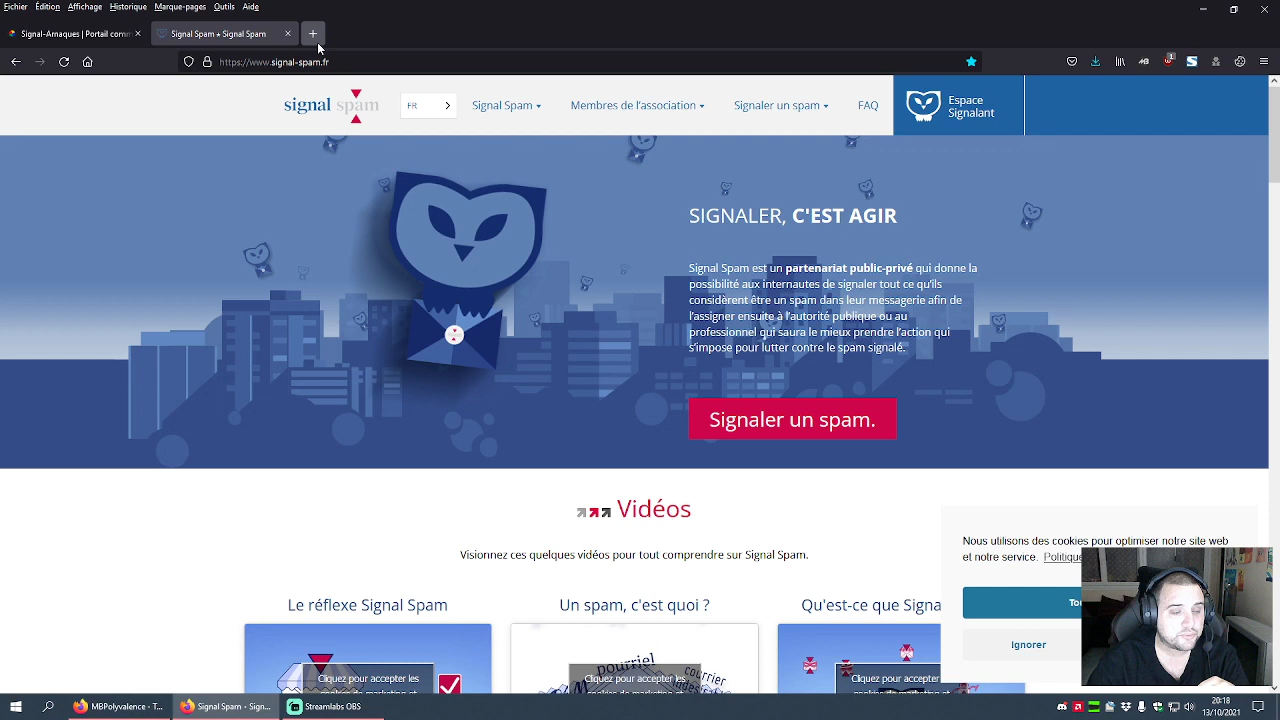 Fichier Édition Affichage Historique Marque-pages Outils Aide
Signal-Arnaques | Portail comm
Signal Spam • Signal Spam
https://www.signal-spam.fr
signal spam
FR
Signal Spam
Membres de l'association
Signaler un spam
FAQ
Espace
Signalant
SIGNALER, C'EST AGIR
Signal Spam est un partenariat public-privé qui donne la
possibilité aux internautes de signaler tout ce qu'ils
considèrent être un spam dans leur messagerie afin de
l'assigner ensuite à l'autorité publique ou au
professionnel qui saura le mieux prendre l'action qui
s'impose pour lutter contre le spam signalé.
Signaler un spam.
Vidéos
Visionnez ces quelques vidéos pour tout comprendre sur Signal Spam.
Nous utilisons des cookies pour optimiser notre site web
et notre service. Politique
Tou
Ignorer
Le réflexe Signal Spam
Un spam, c'est quoi ?
Qu'est-ce que Signa
Cliquez pour accepter les
pourriel
courrier
Cliquez pour accepter les
Cliquez pour accepter les
MBPolyvalence - T...
Signal Spam - Sig...
Streamlabs OBS
20:18
13/10/2021